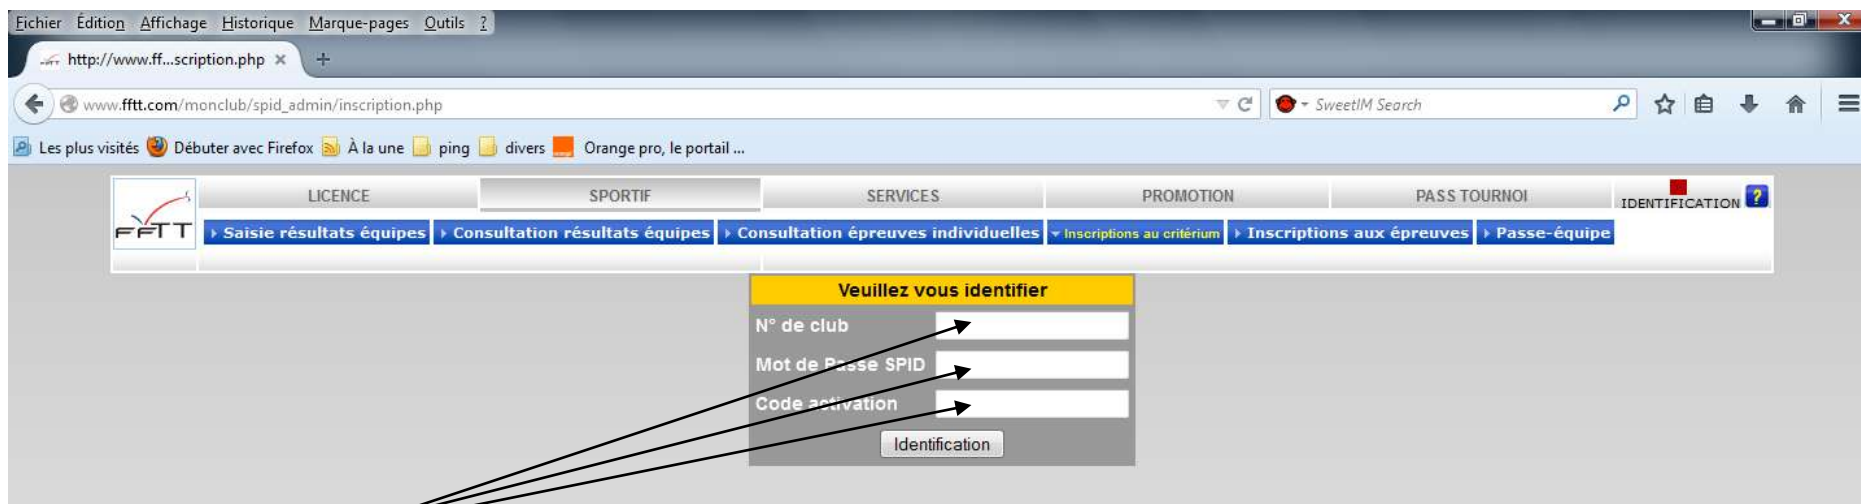 Fichier Édition Affichage Historique Marque-pages Outils ?
http://www.ff...scription.php × +
www.fftt.com/monclub/spid_admin/inscription.php SweetIM Search
Les plus visités Débuter avec Firefox À la une ping divers Orange pro, le portail ...
LICENCE SPORTIF SERVICES PROMOTION PASS TOURNOI IDENTIFICATION ?
FFTT Saisie résultats équipes Consultation résultats équipes Consultation épreuves individuelles Inscriptions au critérium Inscriptions aux épreuves Passe-équipe
Veuillez vous identifier
N° de club
Mot de Passe SPID
Code activation
Identification